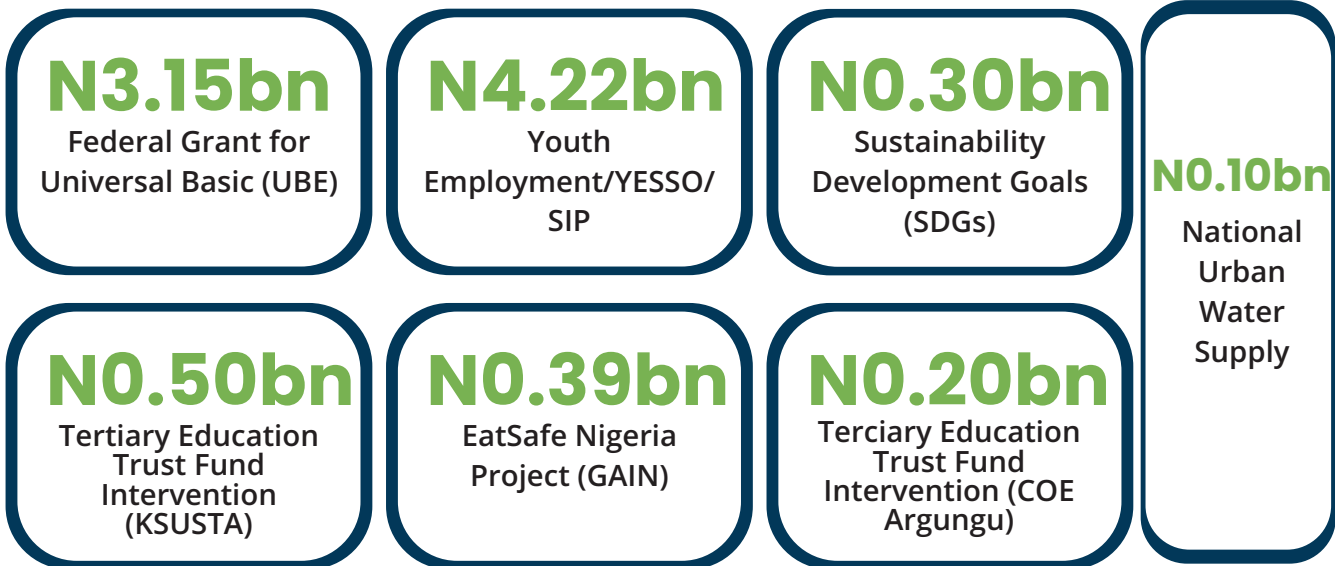 N3.15bn
Federal Grant for
Universal Basic (UBE)
N4.22bn
Youth
Employment/YESSO/
SIP
N0.30bn
Sustainability
Development Goals
(SDGs)
N0.10bn
National
Urban
Water
Supply
N0.50bn
Tertiary Education
Trust Fund
Intervention
(KSUSTA)
N0.39bn
EatSafe Nigeria
Project (GAIN)
N0.20bn
Terciary Education
Trust Fund
Intervention (COE
Argungu)